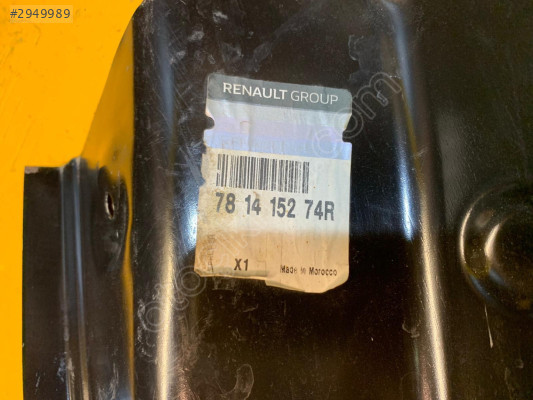 #2949989
RENAULT GROUP
78 14 152 74R
X1 Made in Morocco